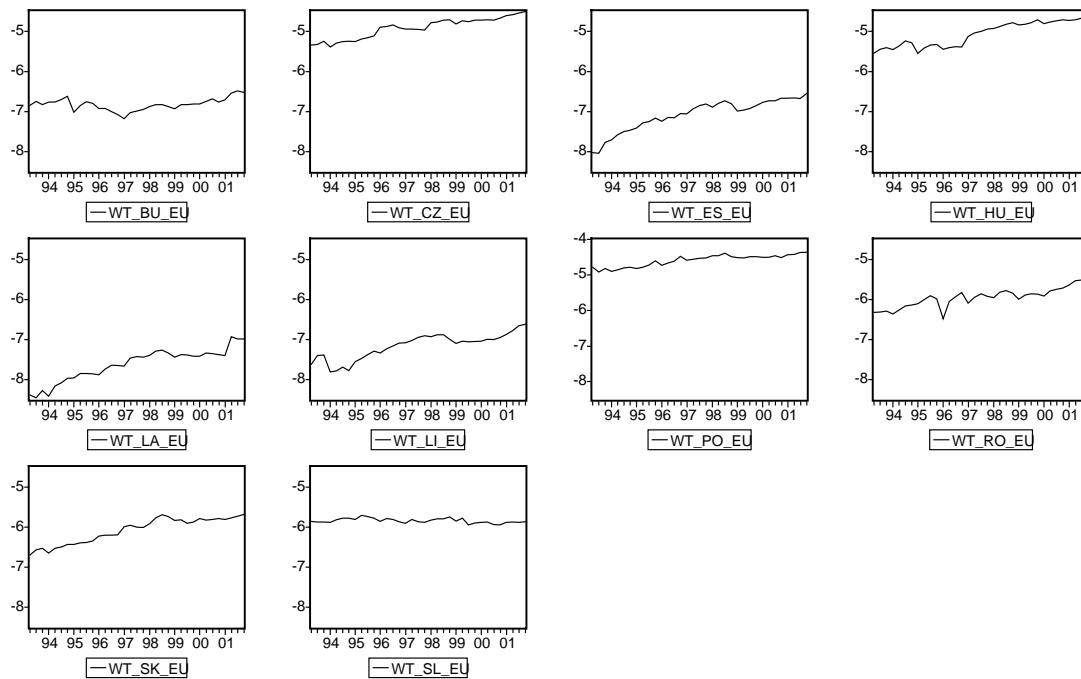 -5 -5 -5 -5
-6 -6 -6 -6
-7 -7 -7 -7
-8 -8 -8 -8
94 95 96 97 98 99 00 01 94 95 96 97 98 99 00 01 94 95 96 97 98 99 00 01 94 95 96 97 98 99 00 01
WT_BU_EU WT_CZ_EU WT_ES_EU WT_HU_EU
-4
-5 -5 -5 -5
-6 -6 -6 -6
-7 -7 -7 -7
-8 -8 -8 -8
94 95 96 97 98 99 00 01 94 95 96 97 98 99 00 01 94 95 96 97 98 99 00 01 94 95 96 97 98 99 00 01
WT_LA_EU WT_LI_EU WT_PO_EU WT_RO_EU
-5 -5
-6 -6
-7 -7
-8 -8
94 95 96 97 98 99 00 01 94 95 96 97 98 99 00 01
WT_SK_EU WT_SL_EU